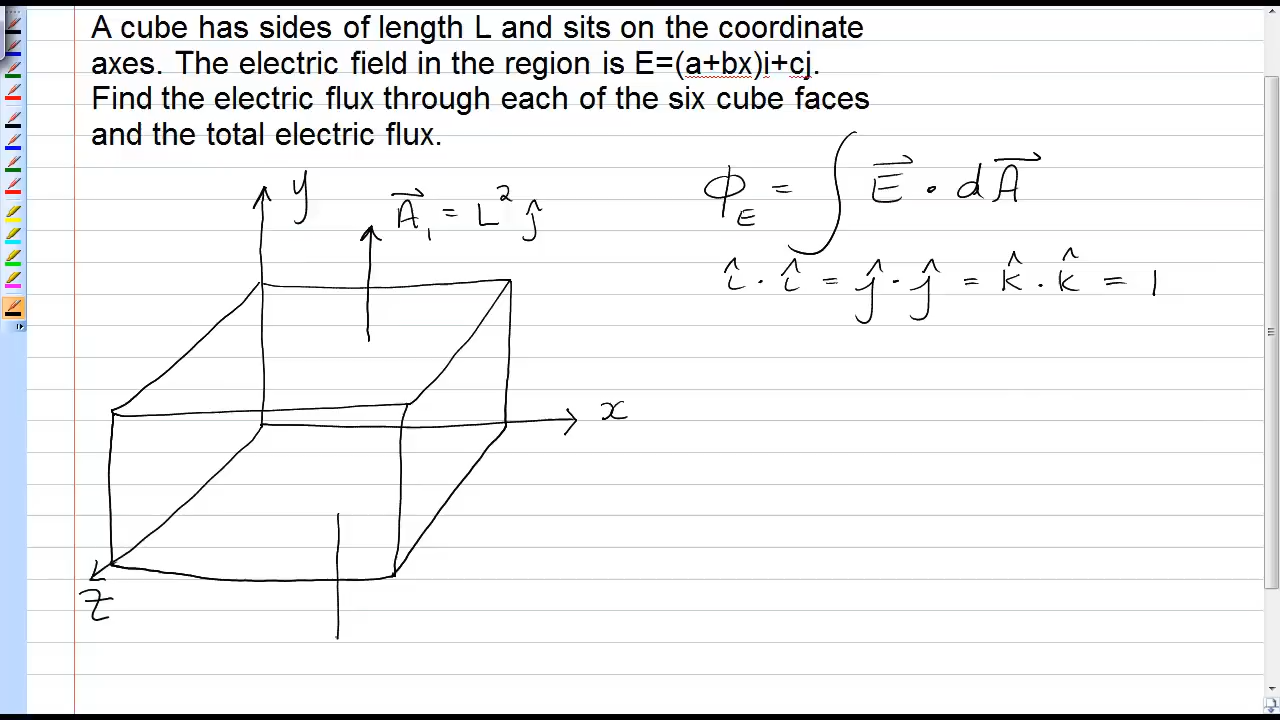 A cube has sides of length L and sits on the coordinate
axes. The electric field in the region is E=(a+bx)i+cj.
Find the electric flux through each of the six cube faces
and the total electric flux.
y
A⃗₁ = L² ĵ
ϕ_E = ∫ E⃗ · dA⃗
î · î = ĵ · ĵ = k̂ · k̂ = 1
x
z